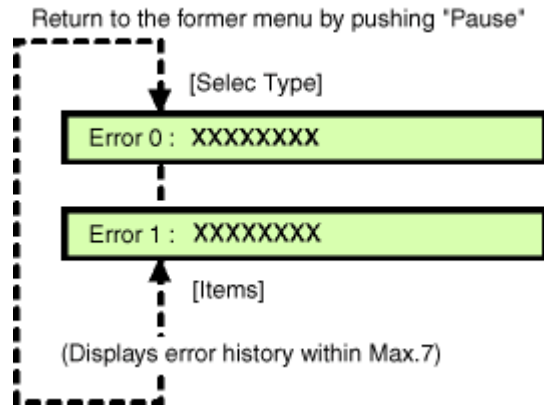 Return to the former menu by pushing "Pause"
[Selec Type]
Error 0 : XXXXXXXX
Error 1 : XXXXXXXX
[Items]
(Displays error history within Max.7)